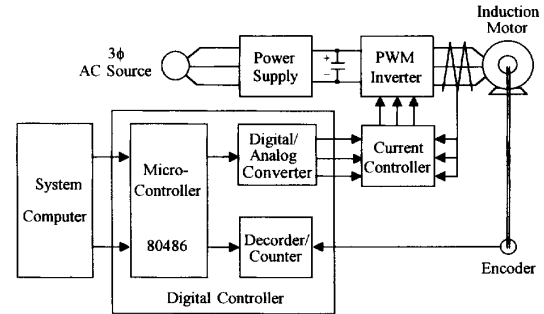 Induction
Motor
3ϕ
AC Source
Power
Supply
+
−
PWM
Inverter
System
Computer
Micro-
Controller
80486
Digital/
Analog
Converter
Current
Controller
Decorder/
Counter
Encoder
Digital Controller